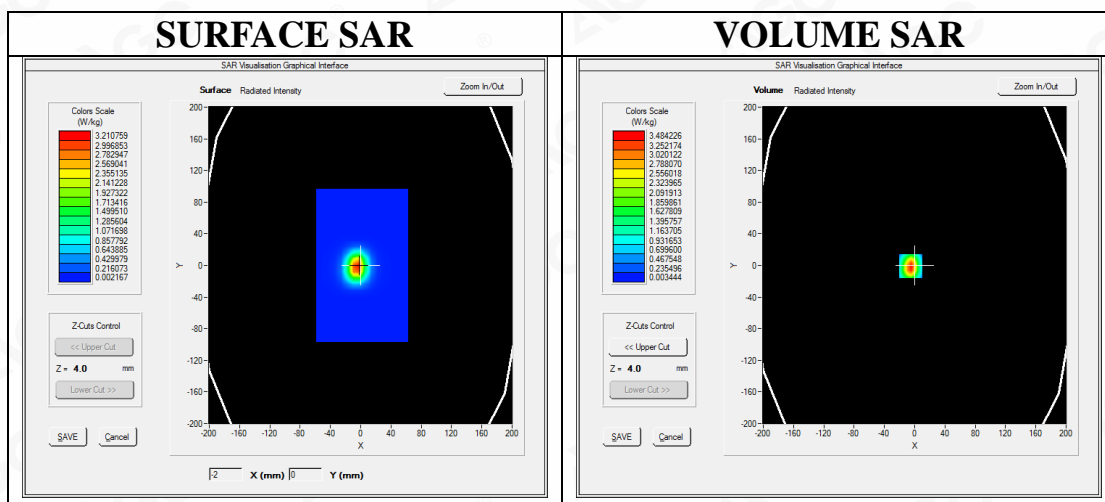 SURFACE SAR
SAR Visualisation Graphical Interface
Surface Radiated Intensity
Zoom In/Out
Colors Scale
(W/kg)
3.210759
2.996853
2.782947
2.569041
2.355135
2.141228
1.927322
1.713416
1.499510
1.285604
1.071698
0.857792
0.643885
0.429979
0.216073
0.002167
Z-Cuts Control
<< Upper Cut
Z = 4.0 mm
Lower Cut >>
SAVE Cancel
200
160
120
80
40
0
-40
-80
-120
-160
-200
Y
-200 -160 -120 -80 -40 0 40 80 120 160 200
X
-2 X (mm) 0 Y (mm)
VOLUME SAR
SAR Visualisation Graphical Interface
Volume Radiated Intensity
Zoom In/Out
Colors Scale
(W/kg)
3.484226
3.252174
3.020122
2.788070
2.556018
2.323965
2.091913
1.859861
1.627809
1.395757
1.163705
0.931653
0.699600
0.467548
0.235496
0.003444
Z-Cuts Control
<< Upper Cut
Z = 4.0 mm
Lower Cut >>
SAVE Cancel
200
160
120
80
40
0
-40
-80
-120
-160
-200
Y
-200 -160 -120 -80 -40 0 40 80 120 160 200
X